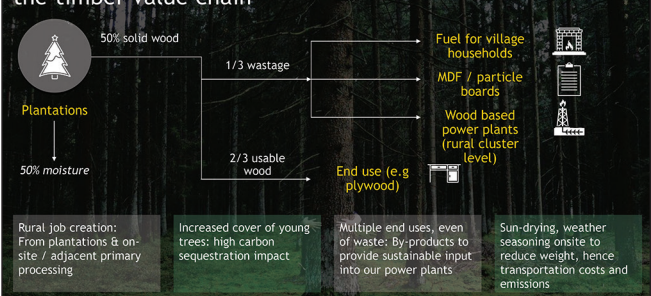 the timber value chain
50% solid wood
Fuel for village
households
1/3 wastage
MDF / particle
boards
Plantations
Wood based
power plants
(rural cluster
level)
2/3 usable
wood
50% moisture
End use (e.g
plywood)
Rural job creation:
From plantations & on-
site / adjacent primary
processing
Increased cover of young
trees: high carbon
sequestration impact
Multiple end uses, even
of waste: By-products to
provide sustainable input
into our power plants
Sun-drying, weather
seasoning onsite to
reduce weight, hence
transportation costs and
emissions